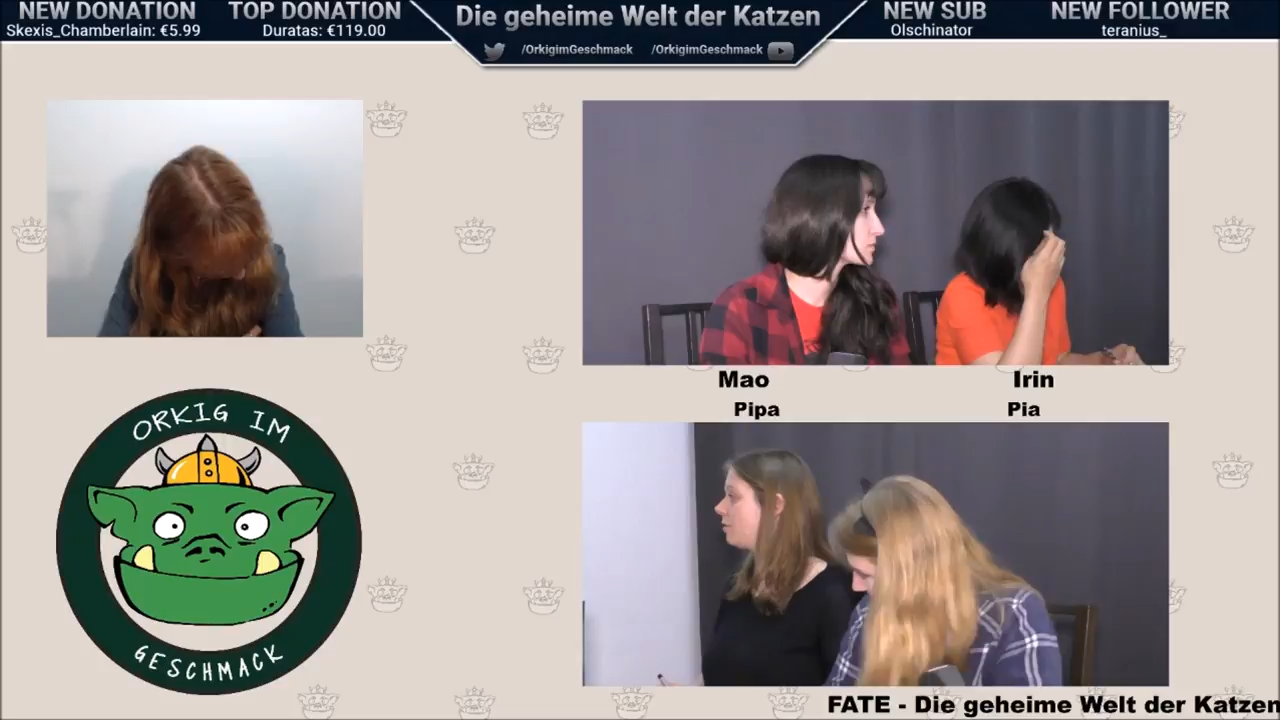 NEW DONATION
Skexis_Chamberlain: €5.99
TOP DONATION
Duratas: €119.00
Die geheime Welt der Katzen
/OrkigimGeschmack /OrkigimGeschmack
NEW SUB
Olschinator
NEW FOLLOWER
teranius_
Mao
Irin
Pipa
Pia
ORKIG IM
GESCHMACK
FATE - Die geheime Welt der Katzen